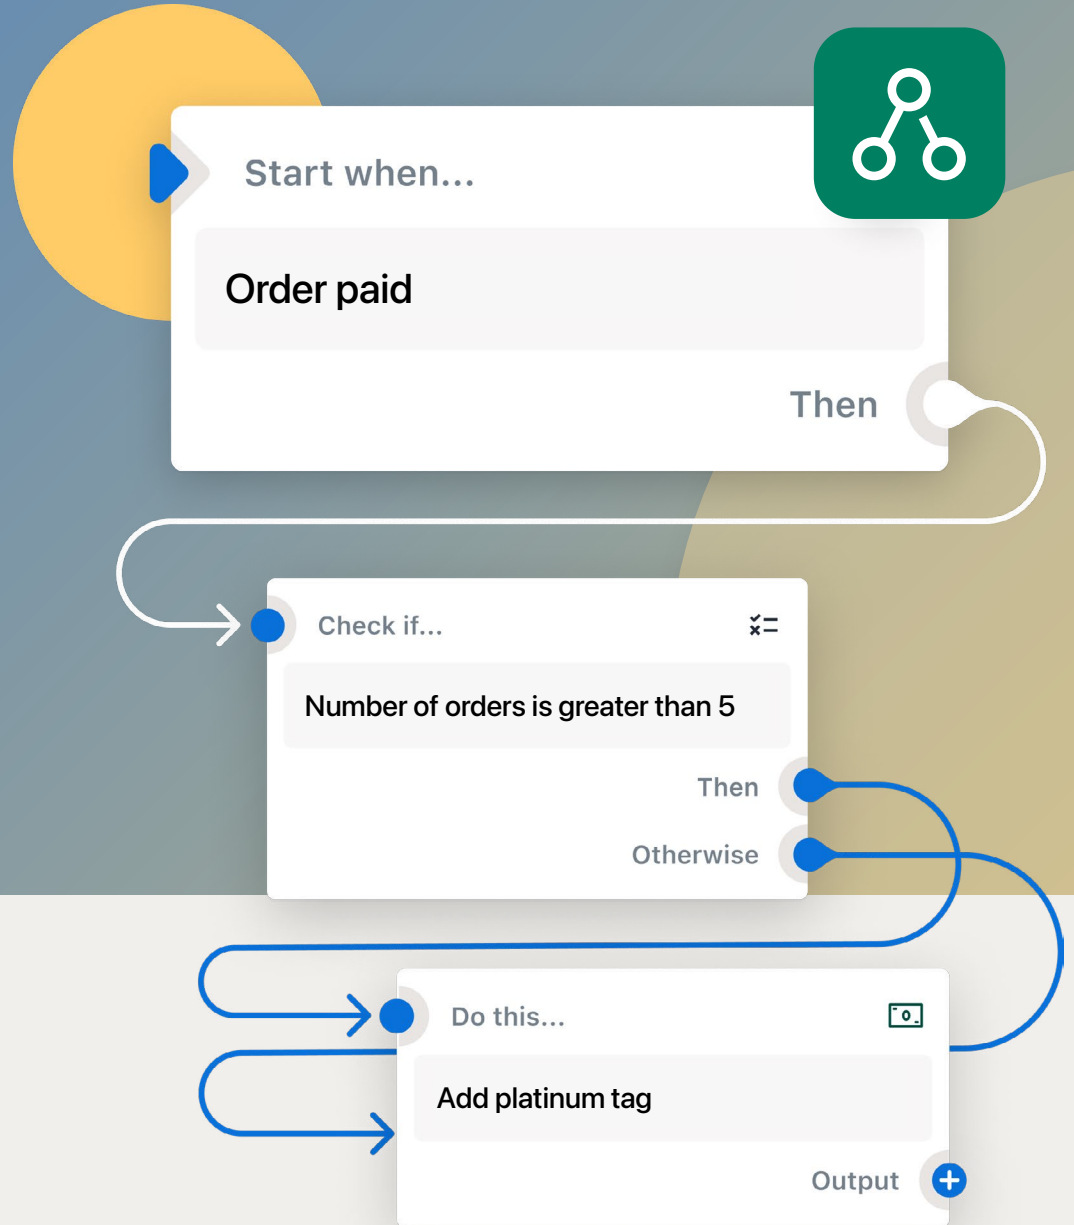 Start when...
Order paid
Then
Check if...
Number of orders is greater than 5
Then
Otherwise
Do this...
Add platinum tag
Output